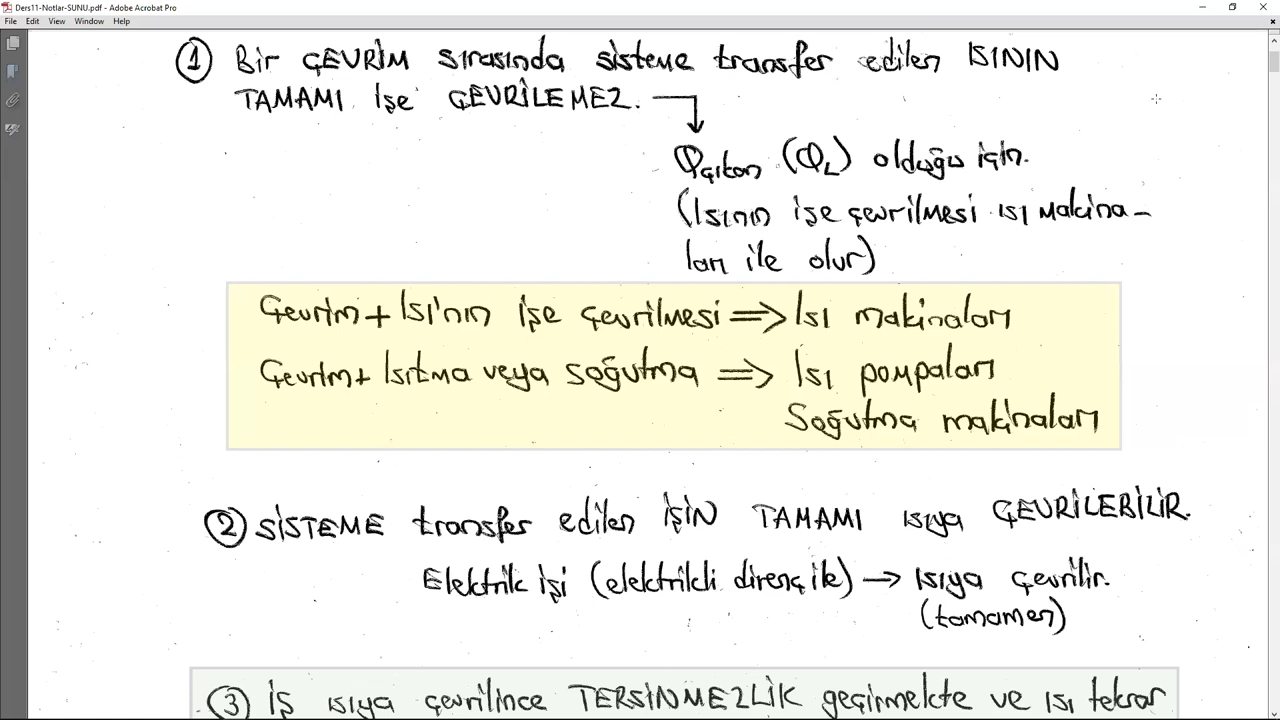 Ders11-Notlar-SUNU.pdf - Adobe Acrobat Pro
File Edit View Window Help
1 Bir ÇEVRİM sırasında sisteme transfer edilen ISININ
TAMAMI İşe ÇEVRİLEMEZ.
Qçıkan (QL) olduğu için.
(Isının işe çevrilmesi ısı makina-
ları ile olur)
Çevrim + Isı'nın işe çevrilmesi ⇒ Isı makinaları
Çevrim + Isıtma veya soğutma ⇒ Isı pompaları
Soğutma makinaları
2 SİSTEME transfer edilen İŞİN TAMAMI ısıya ÇEVRİLEBİLİR.
Elektrik işi (elektrikli direnç ile) → ısıya çevrilir.
(tamamen)
3 İş ısıya çevrilince TERSİNMEZLİK geçirmekte ve ısı tekrar